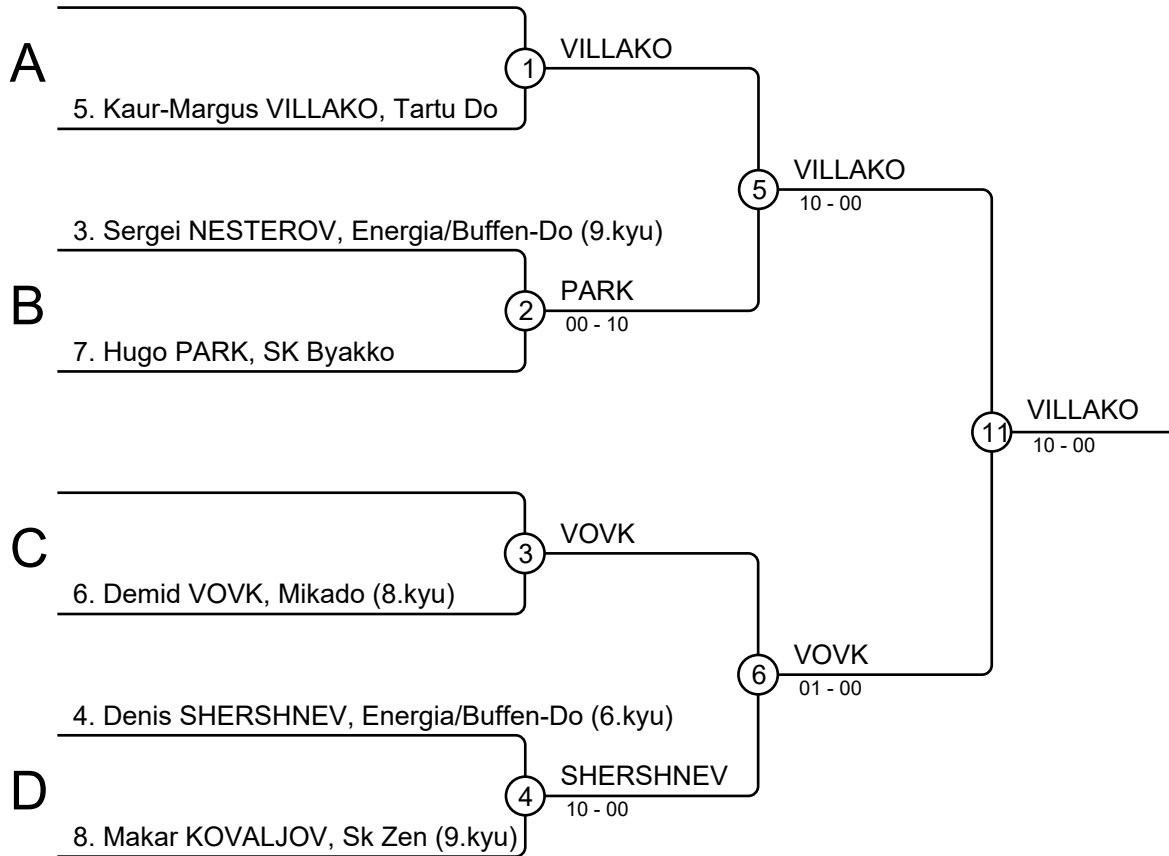 A
1
VILLAKO
5. Kaur-Margus VILLAKO, Tartu Do
5
VILLAKO
10 - 00
3. Sergei NESTEROV, Energia/Buffen-Do (9.kyu)
B
2
PARK
00 - 10
7. Hugo PARK, SK Byakko
11
VILLAKO
10 - 00
C
3
VOVK
6. Demid VOVK, Mikado (8.kyu)
6
VOVK
01 - 00
4. Denis SHERSHNEV, Energia/Buffen-Do (6.kyu)
D
4
SHERSHNEV
10 - 00
8. Makar KOVALJOV, Sk Zen (9.kyu)